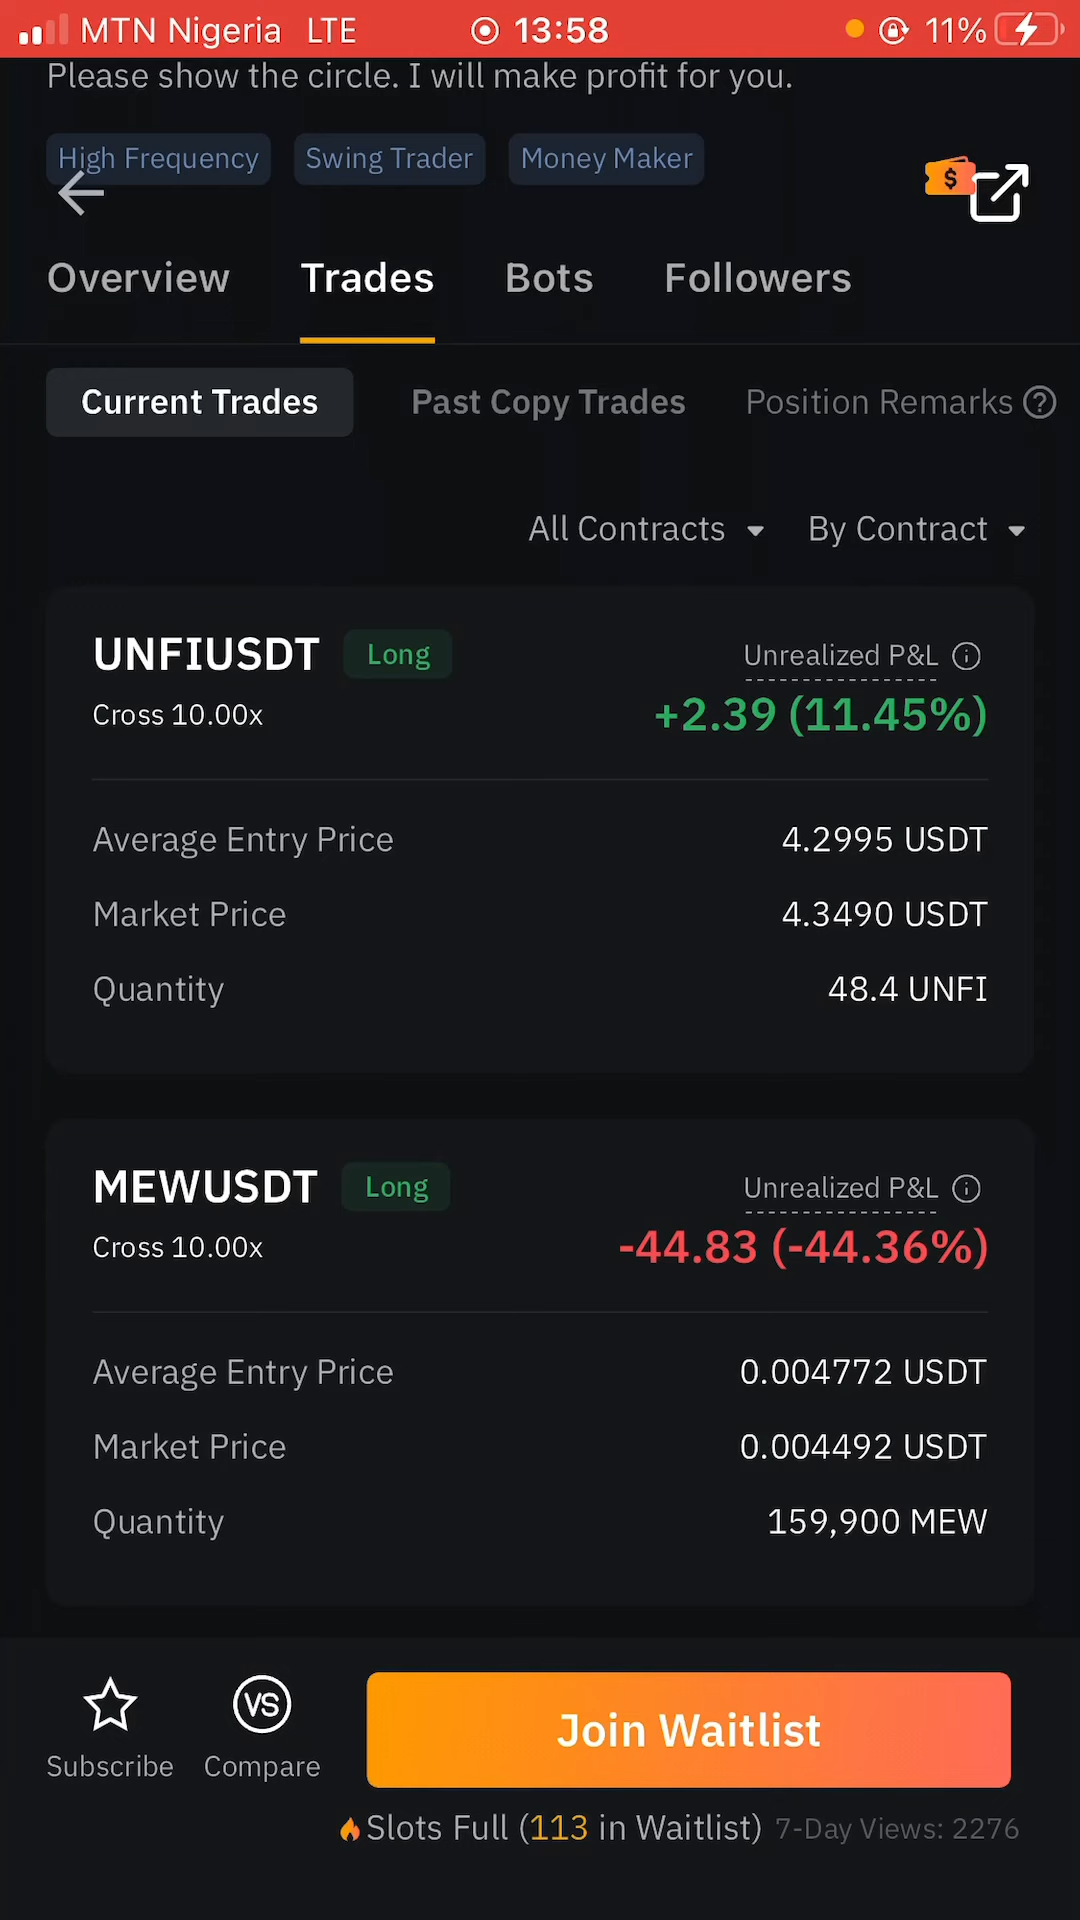 MTN Nigeria LTE 13:58 11%
Please show the circle. I will make profit for you.
High Frequency Swing Trader Money Maker
$
Overview Trades Bots Followers
Current Trades Past Copy Trades Position Remarks ?
All Contracts By Contract
UNFIUSDT Long Unrealized P&L
Cross 10.00x +2.39 (11.45%)
Average Entry Price 4.2995 USDT
Market Price 4.3490 USDT
Quantity 48.4 UNFI
MEWUSDT Long Unrealized P&L
Cross 10.00x -44.83 (-44.36%)
Average Entry Price 0.004772 USDT
Market Price 0.004492 USDT
Quantity 159,900 MEW
VS
Subscribe Compare Join Waitlist
Slots Full (113 in Waitlist) 7-Day Views: 2276